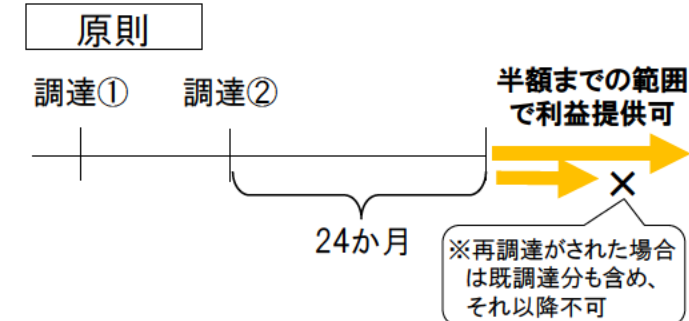 原則
調達①
調達②
半額までの範囲
で利益提供可
×
24か月
※再調達がされた場合
は既調達分も含め、
それ以降不可